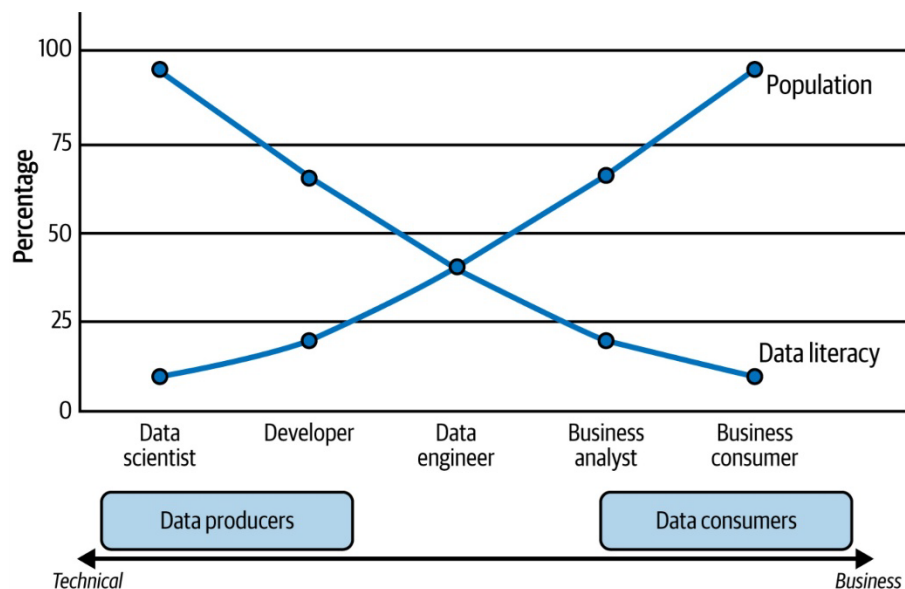 100
Population
75
Percentage
50
25
Data literacy
0
Data
scientist
Developer
Data
engineer
Business
analyst
Business
consumer
Data producers
Data consumers
Technical
Business